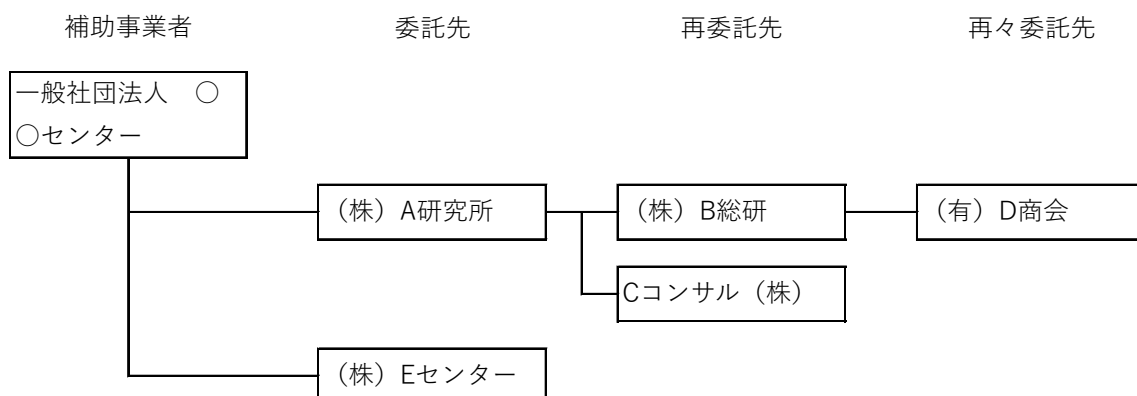 補助事業者 委託先 再委託先 再々委託先
一般社団法人　○
○センター
（株）A研究所 （株）B総研 （有）D商会
Cコンサル（株）
（株）Eセンター